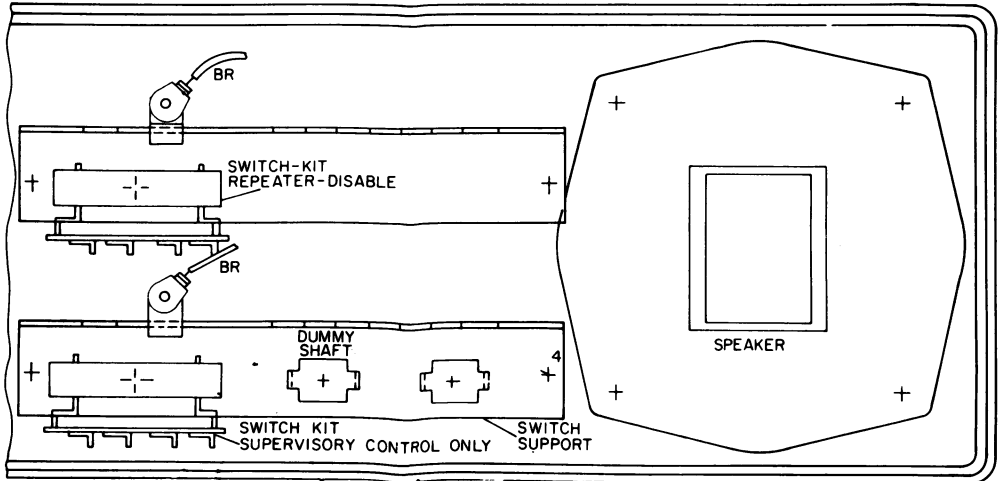 BR
SWITCH-KIT
REPEATER-DISABLE
BR
DUMMY
SHAFT
4
SPEAKER
SWITCH KIT
SUPERVISORY CONTROL ONLY
SWITCH
SUPPORT